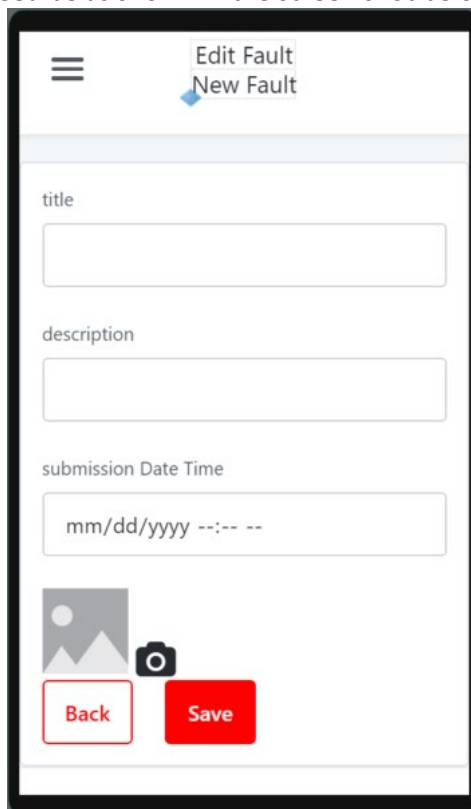 Edit Fault
New Fault
title
description
submission Date Time
mm/dd/yyyy --:-- --
Back
Save